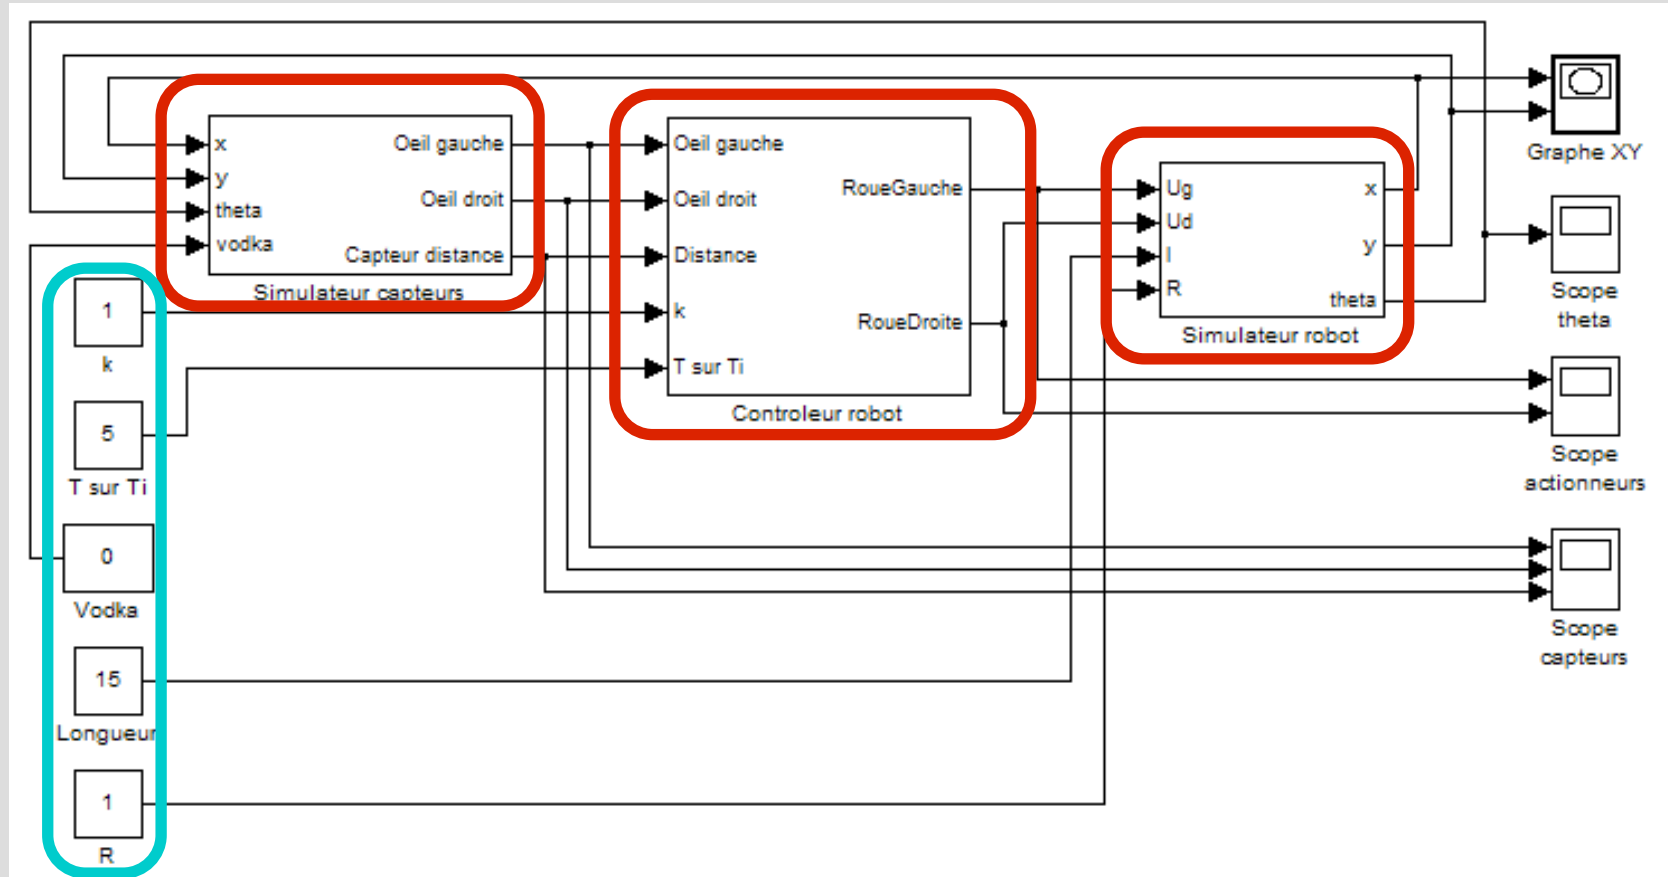 x
y
theta
vodka
Oeil gauche
Oeil droit
Capteur distance
Simulateur capteurs
Oeil gauche
Oeil droit
Distance
k
T sur Ti
RoueGauche
RoueDroite
Controleur robot
Ug
Ud
l
R
x
y
theta
Simulateur robot
Graphe XY
Scope
theta
Scope
actionneurs
Scope
capteurs
1
k
5
T sur Ti
0
Vodka
15
Longueur
1
R